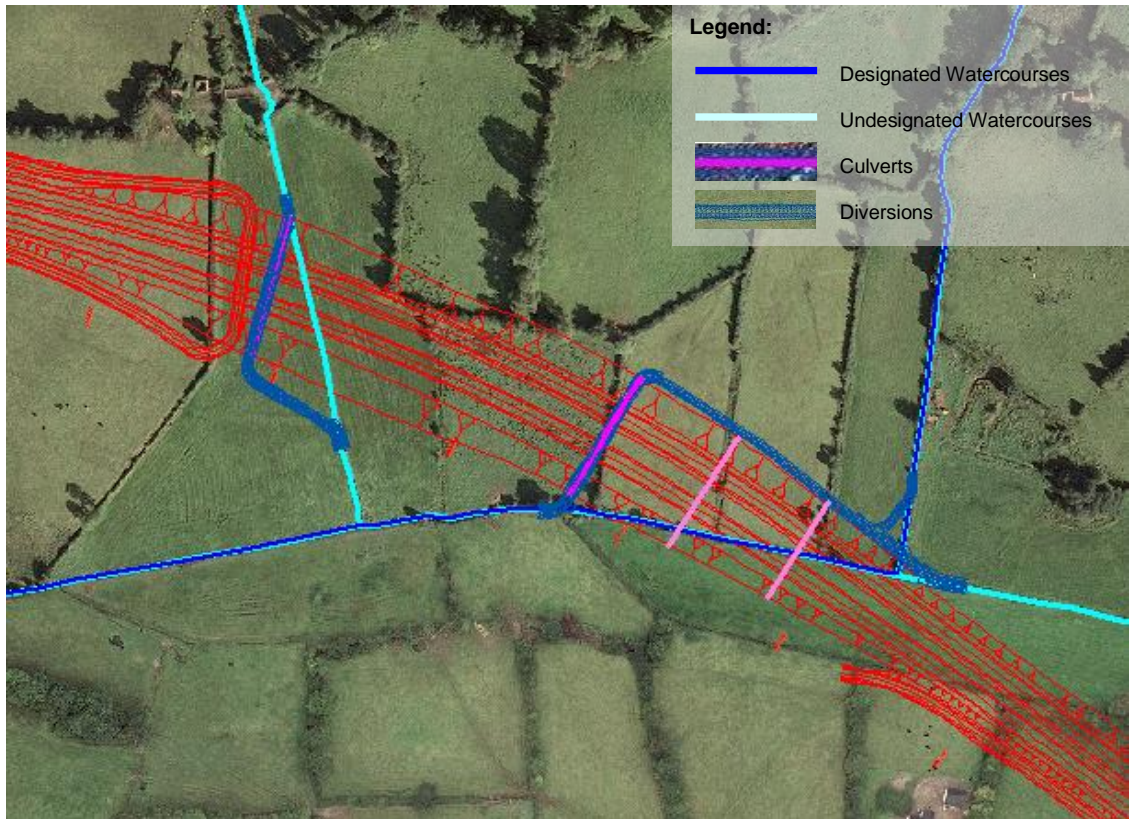 Legend:
Designated Watercourses
Undesignated Watercourses
Culverts
Diversions